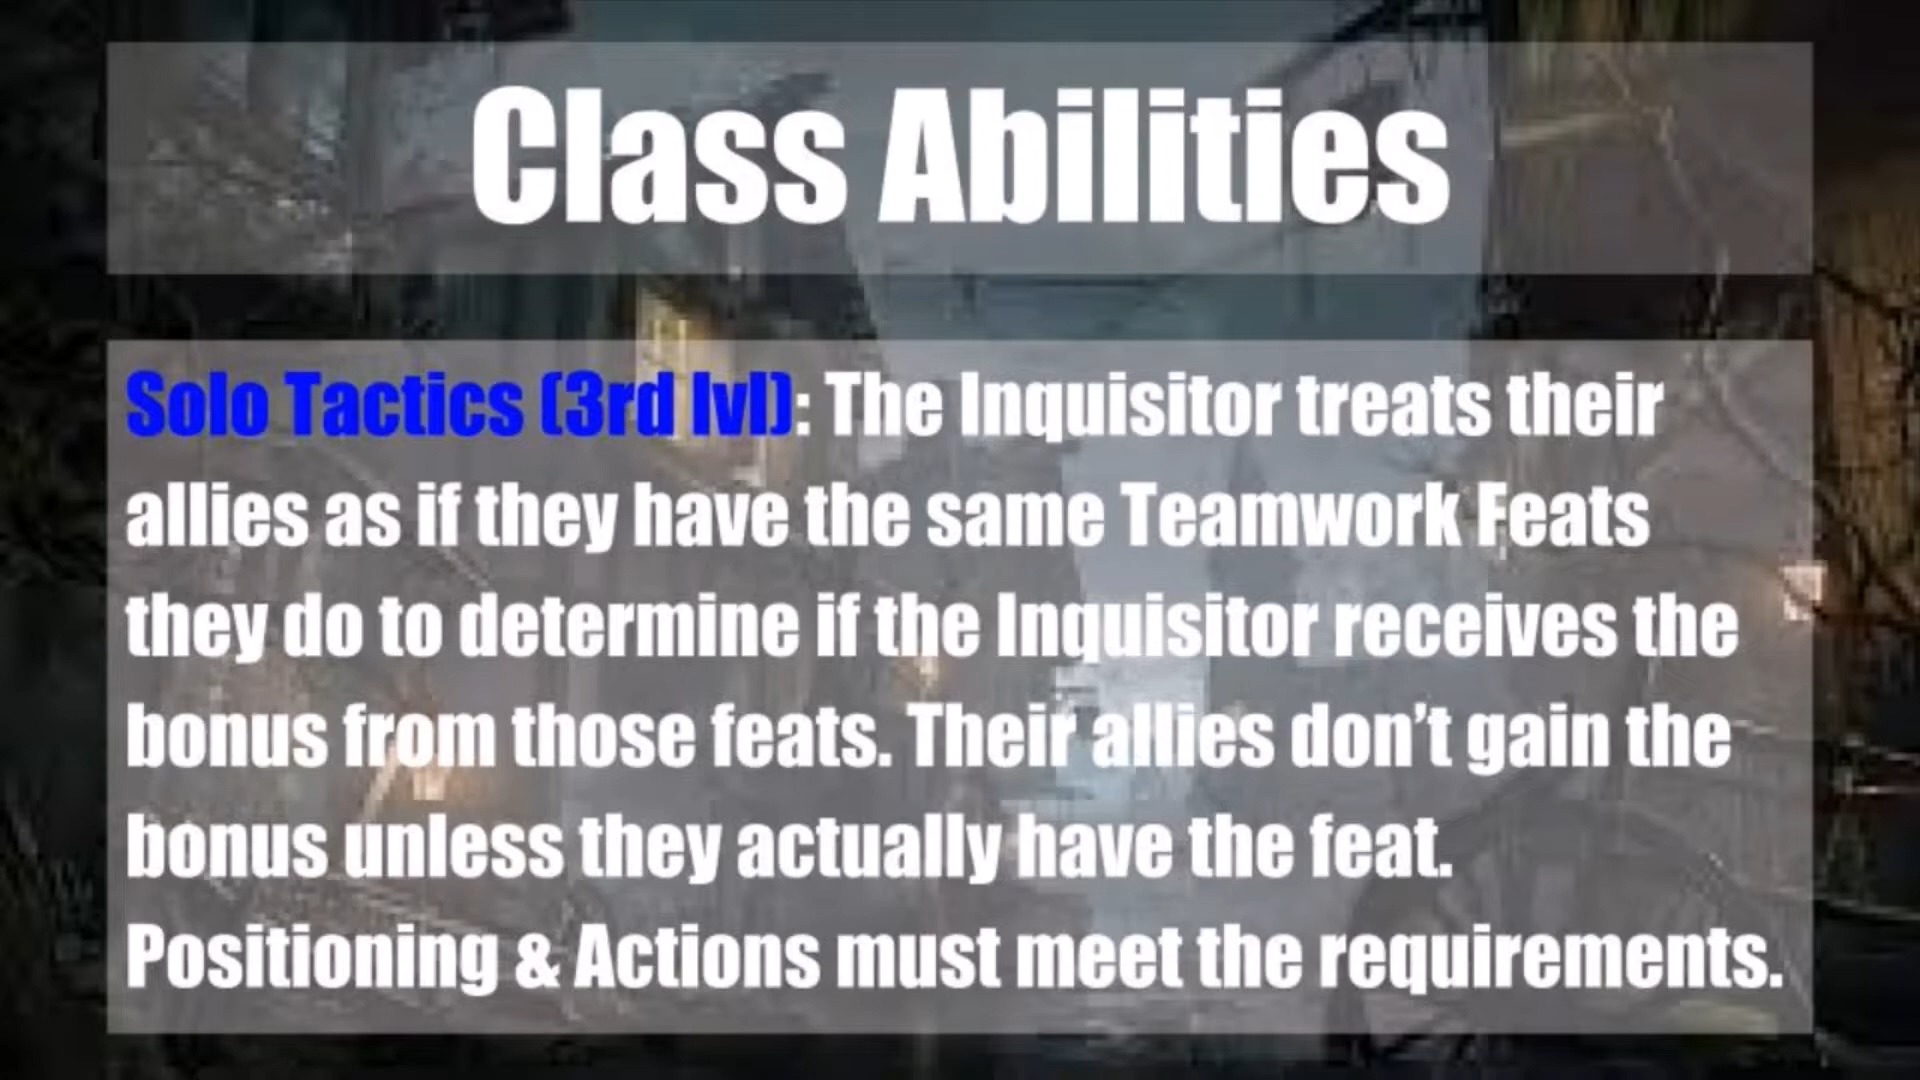 Class Abilities
Solo Tactics (3rd lvl): The Inquisitor treats their
allies as if they have the same Teamwork Feats
they do to determine if the Inquisitor receives the
bonus from those feats. Their allies don’t gain the
bonus unless they actually have the feat.
Positioning & Actions must meet the requirements.